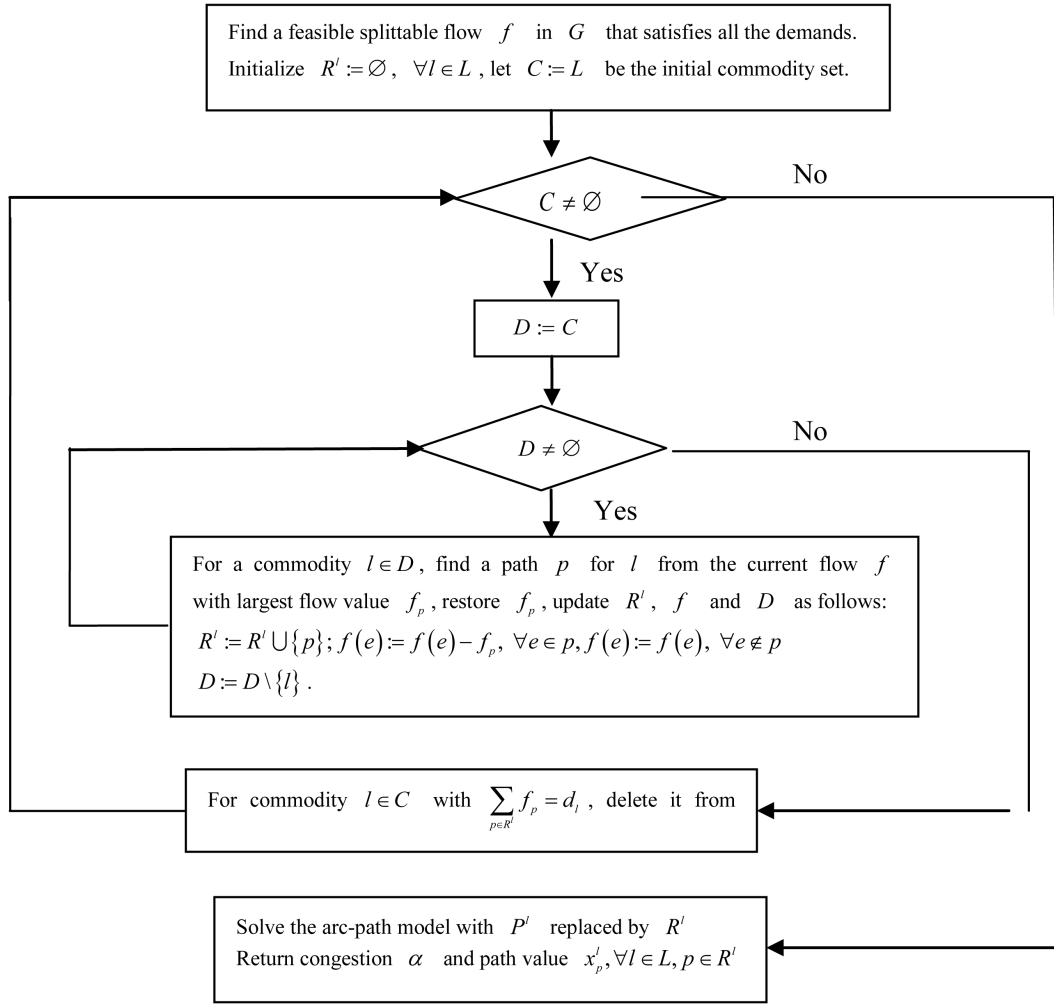 Find a feasible splittable flow f in G that satisfies all the demands.
Initialize R^l := ∅, ∀l ∈ L, let C := L be the initial commodity set.
No
C ≠ ∅
Yes
D := C
No
D ≠ ∅
Yes
For a commodity l ∈ D, find a path p for l from the current flow f
with largest flow value f_p, restore f_p, update R^l, f and D as follows:
R^l := R^l ∪ {p}; f(e) := f(e) − f_p, ∀e ∈ p, f(e) := f(e), ∀e ∉ p
D := D \ {l}.
For commodity l ∈ C with ∑_{p∈R^l} f_p = d_l, delete it from
Solve the arc-path model with P^l replaced by R^l
Return congestion α and path value x_p^l, ∀l ∈ L, p ∈ R^l